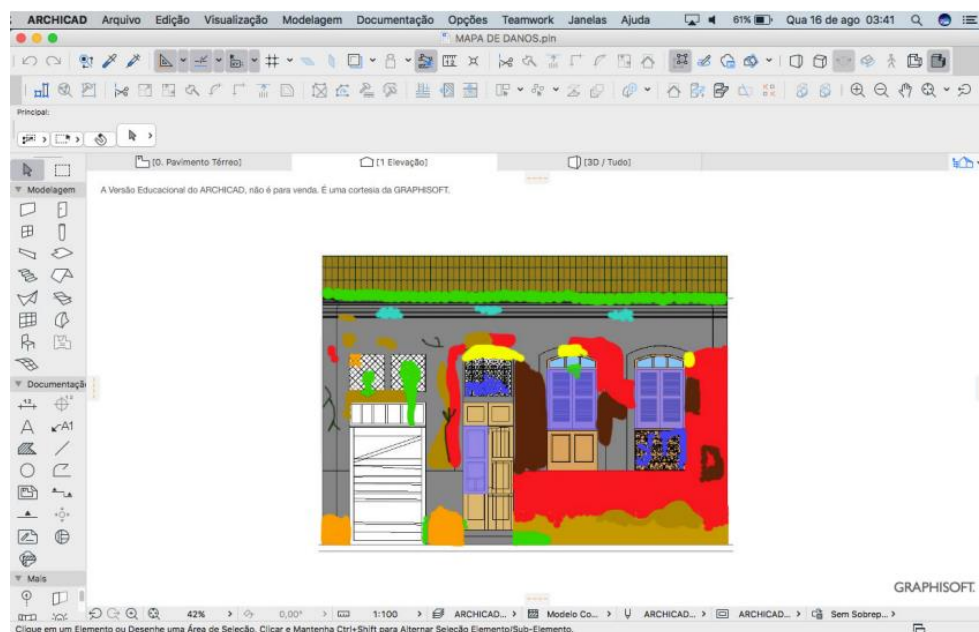 ARCHICAD Arquivo Edição Visualização Modelagem Documentação Opções Teamwork Janelas Ajuda 61% Qua 16 de ago 03:41
MAPA DE DANOS.pln
Principal:
[0. Pavimento Térreo] [1 Elevação] [3D / Tudo]
Modelagem
A Versão Educacional do ARCHICAD, não é para venda. É uma cortesia da GRAPHISOFT.
Documentaçã
A A1
Mais
GRAPHISOFT.
42% 0,00° 1:100 ARCHICAD... Modelo Co... ARCHICAD... ARCHICAD... Sem Sobrep...
Clique em um Elemento ou Desenhe uma Área de Seleção. Clicar e Mantenha Ctrl+Shift para Alternar Seleção Elemento/Sub-Elemento.